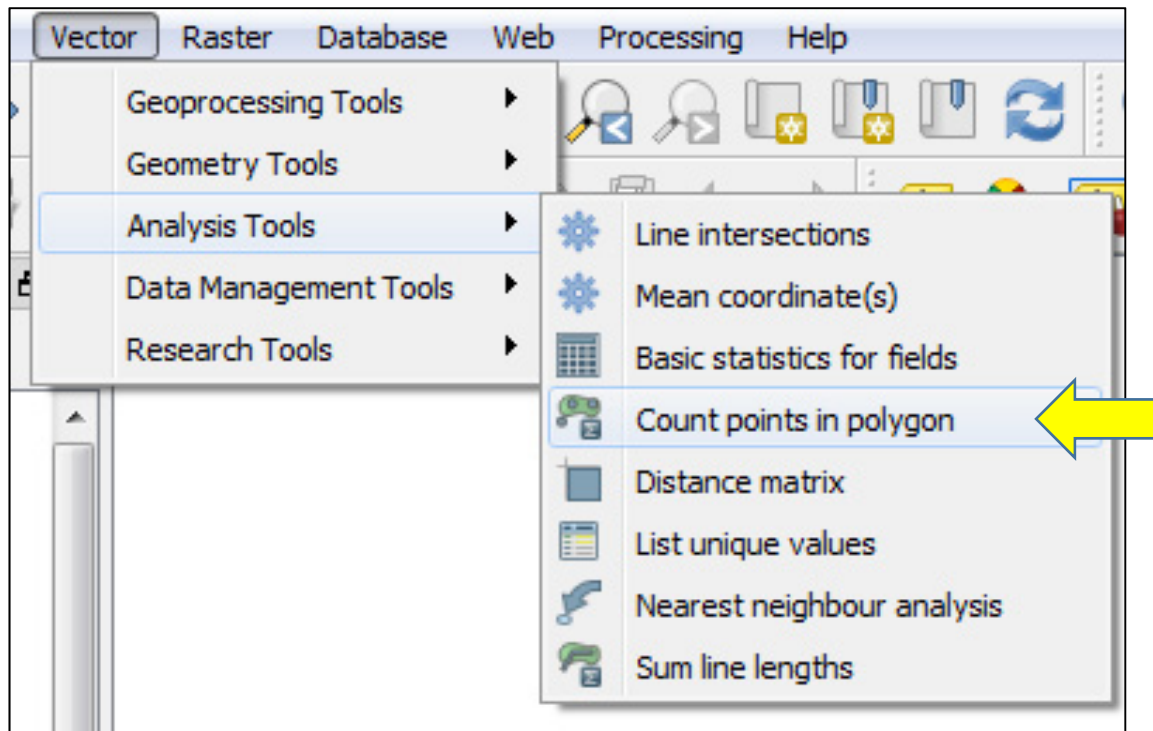 Vector Raster Database Web Processing Help
Geoprocessing Tools
Geometry Tools
Analysis Tools
Data Management Tools
Research Tools
Line intersections
Mean coordinate(s)
Basic statistics for fields
Count points in polygon
Distance matrix
List unique values
Nearest neighbour analysis
Sum line lengths